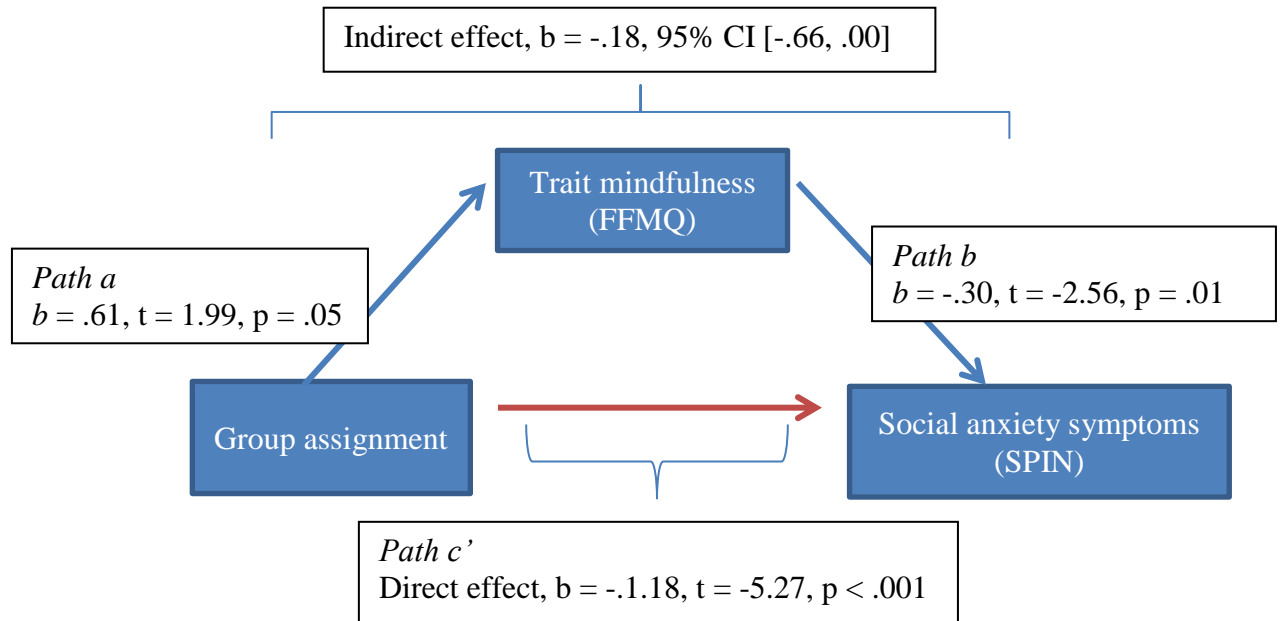 Indirect effect, b = -.18, 95% CI [-.66, .00]
Trait mindfulness
(FFMQ)
Path a
b = .61, t = 1.99, p = .05
Path b
b = -.30, t = -2.56, p = .01
Group assignment
Social anxiety symptoms
(SPIN)
Path c’
Direct effect, b = -.1.18, t = -5.27, p < .001